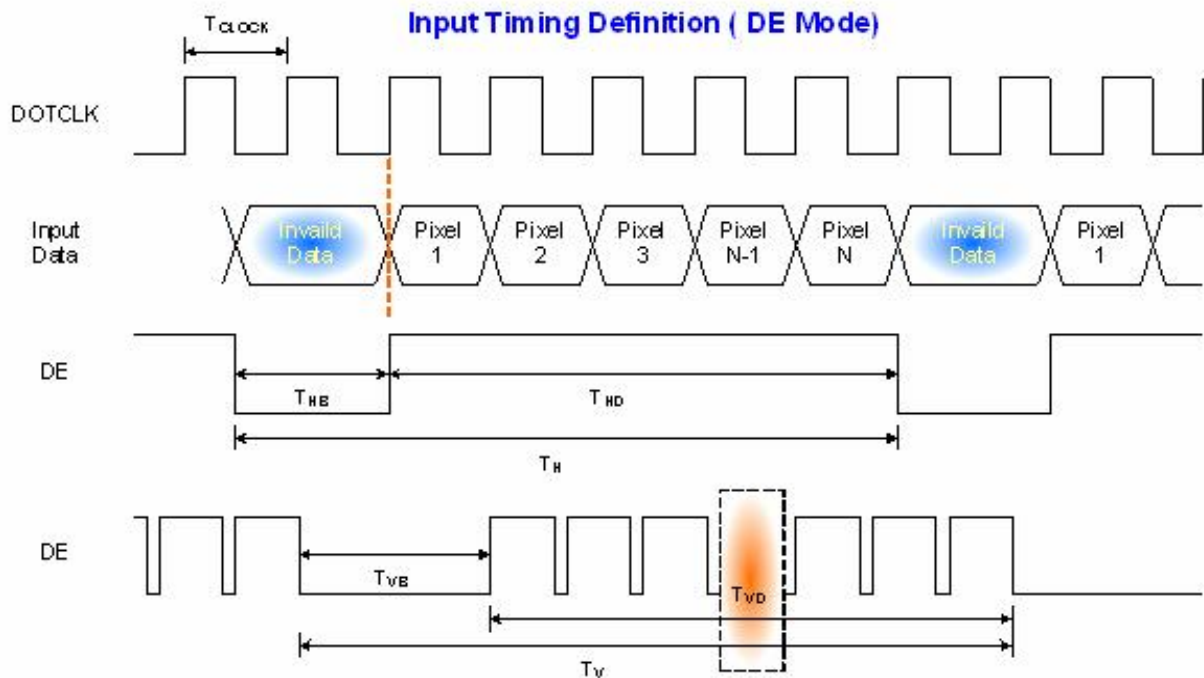 Input Timing Definition ( DE Mode)
TCLOCK
DOTCLK
Input
Data
Invaild
Data
Pixel
1
Pixel
2
Pixel
3
Pixel
N-1
Pixel
N
Invaild
Data
Pixel
1
DE
THB
THD
TH
DE
TVB
TVD
TV